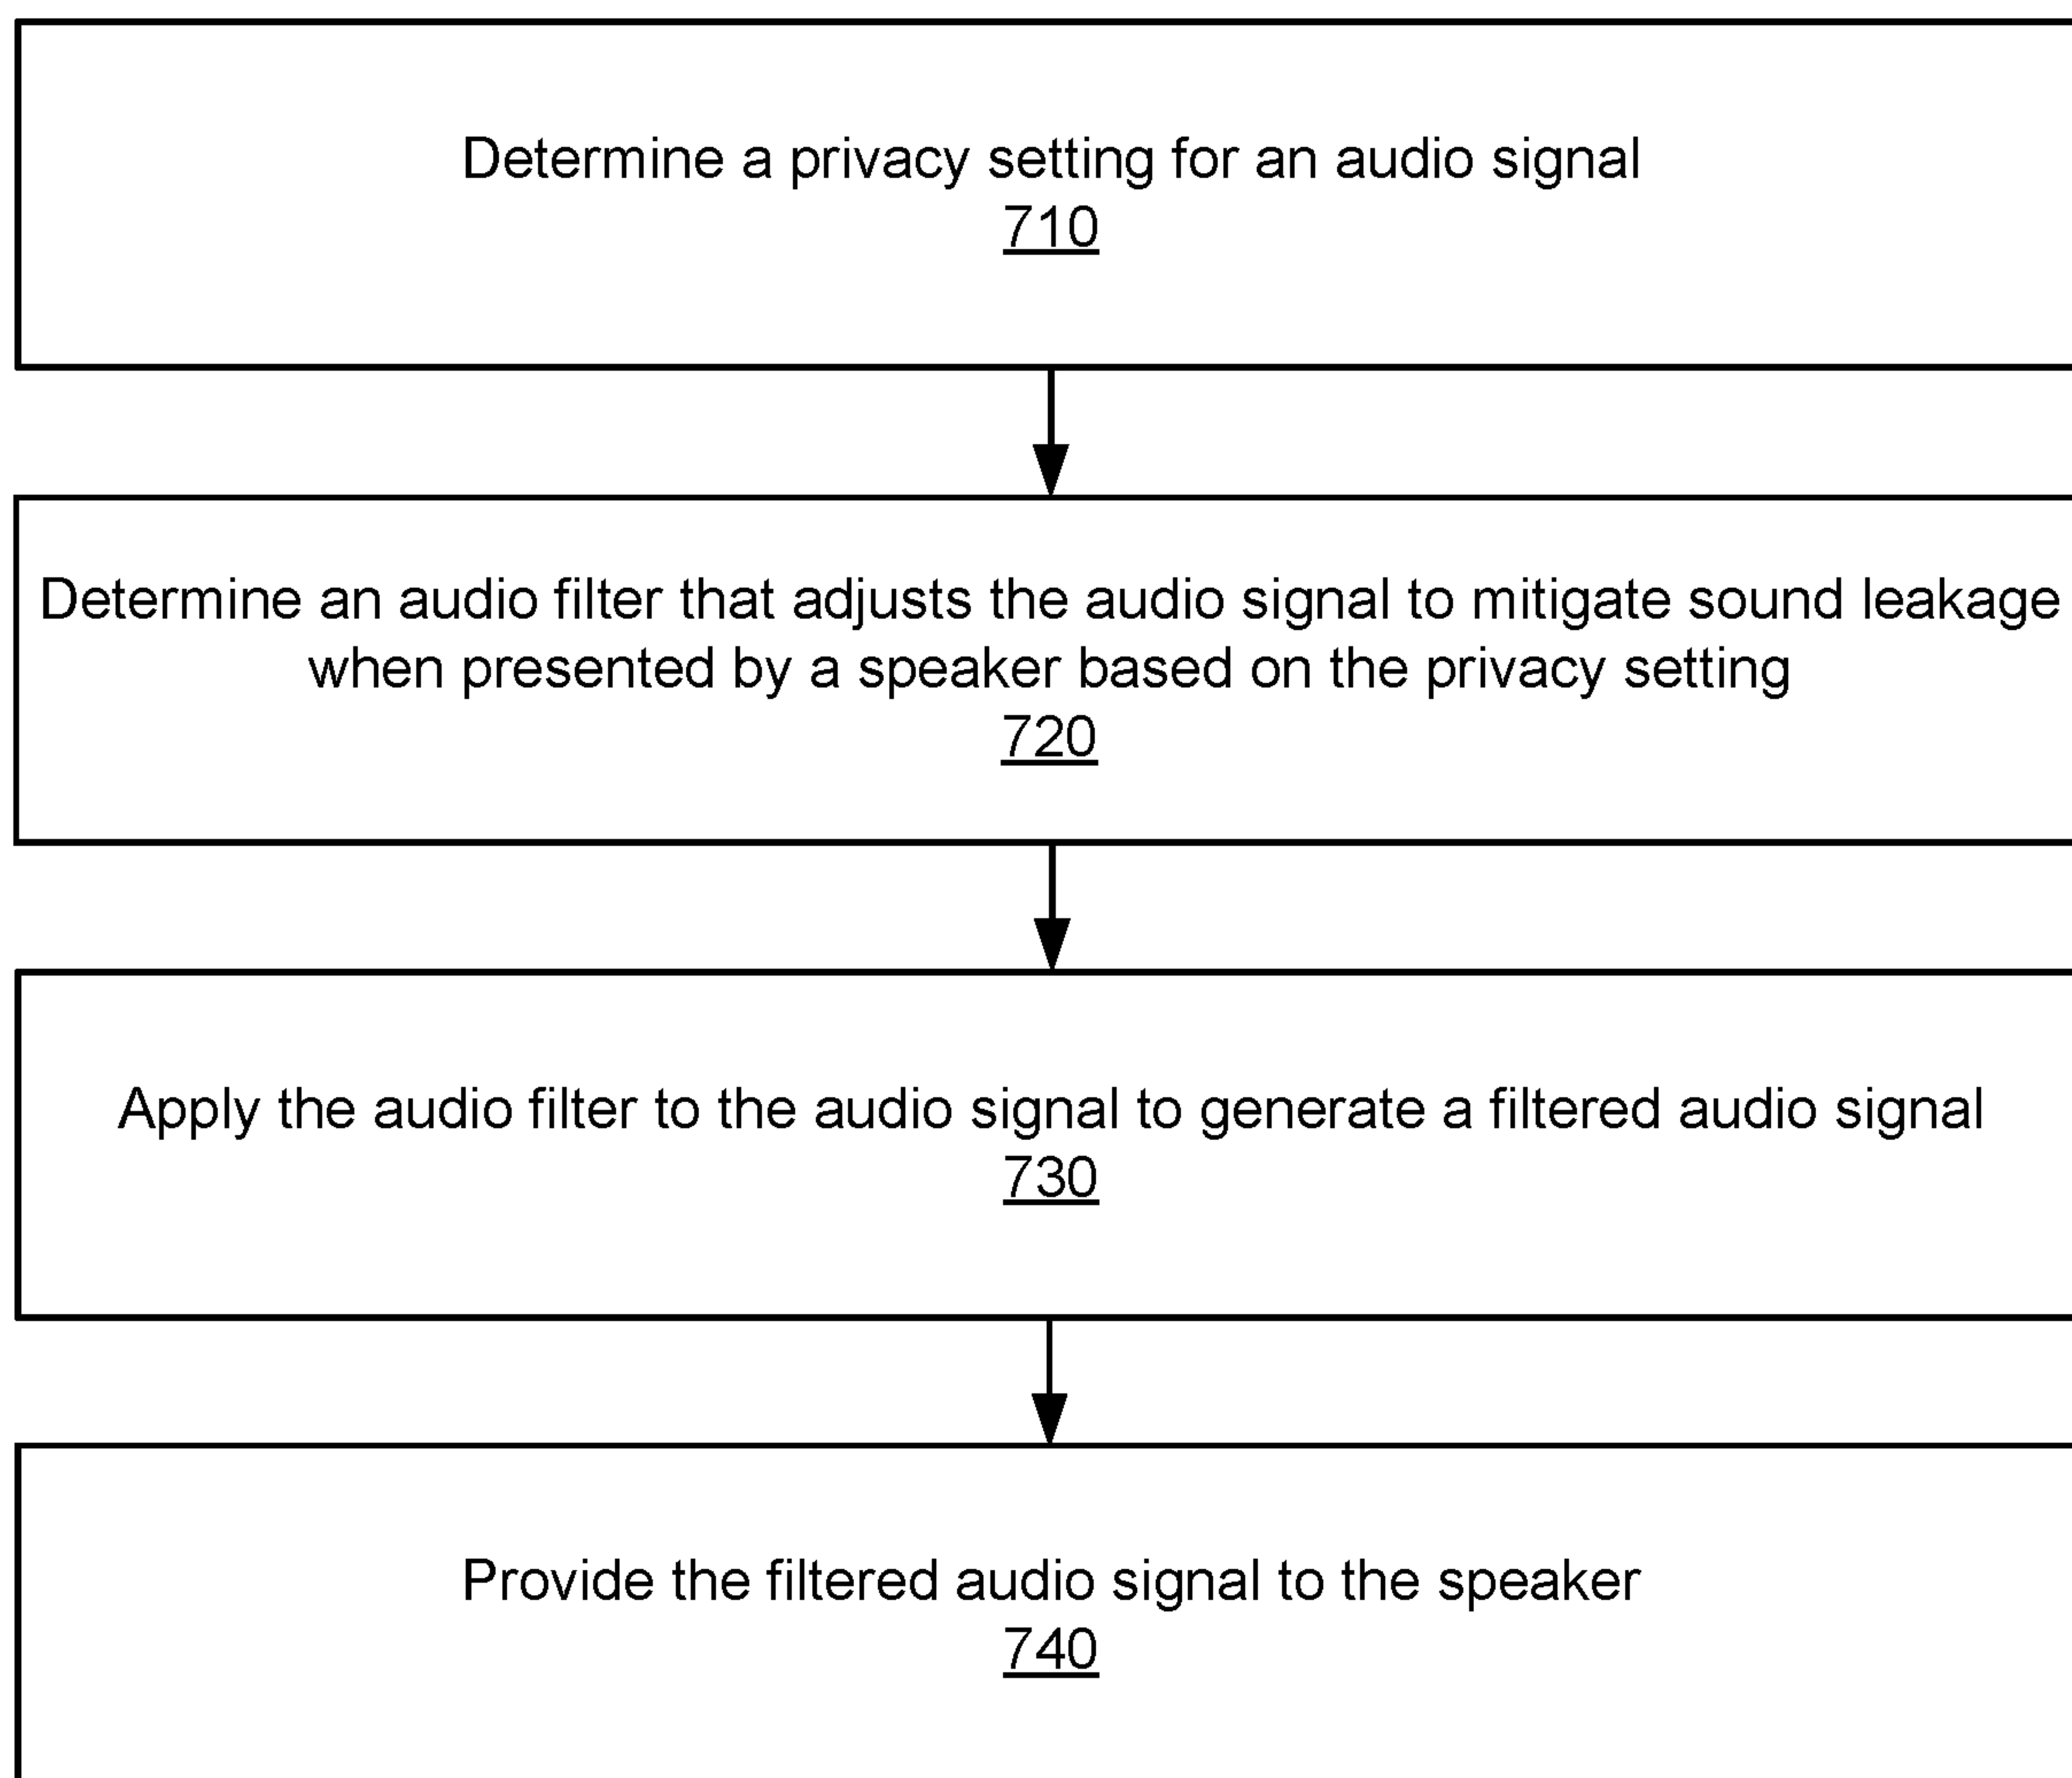 Determine a privacy setting for an audio signal
710
Determine an audio filter that adjusts the audio signal to mitigate sound leakage
when presented by a speaker based on the privacy setting
720
Apply the audio filter to the audio signal to generate a filtered audio signal
730
Provide the filtered audio signal to the speaker
740